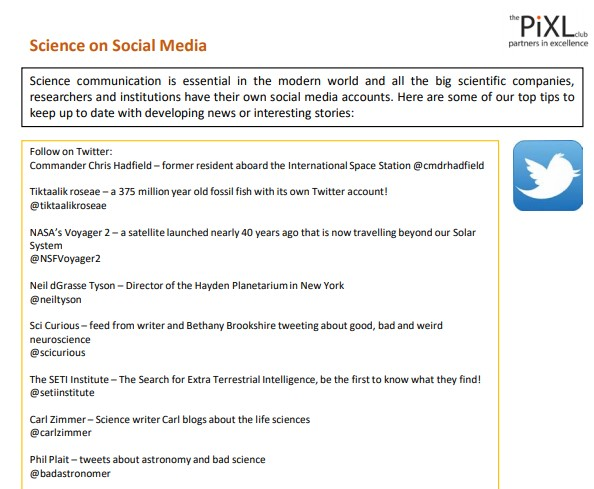 the PiXL club
partners in excellence
Science on Social Media
Science communication is essential in the modern world and all the big scientific companies,
researchers and institutions have their own social media accounts. Here are some of our top tips to
keep up to date with developing news or interesting stories:
Follow on Twitter:
Commander Chris Hadfield – former resident aboard the International Space Station @cmdrhadfield
Tiktaalik roseae – a 375 million year old fossil fish with its own Twitter account!
@tiktaalikroseae
NASA's Voyager 2 – a satellite launched nearly 40 years ago that is now travelling beyond our Solar
System
@NSFVoyager2
Neil dGrasse Tyson – Director of the Hayden Planetarium in New York
@neiltyson
Sci Curious – feed from writer and Bethany Brookshire tweeting about good, bad and weird
neuroscience
@scicurious
The SETI Institute – The Search for Extra Terrestrial Intelligence, be the first to know what they find!
@setiinstitute
Carl Zimmer – Science writer Carl blogs about the life sciences
@carlzimmer
Phil Plait – tweets about astronomy and bad science
@badastronomer